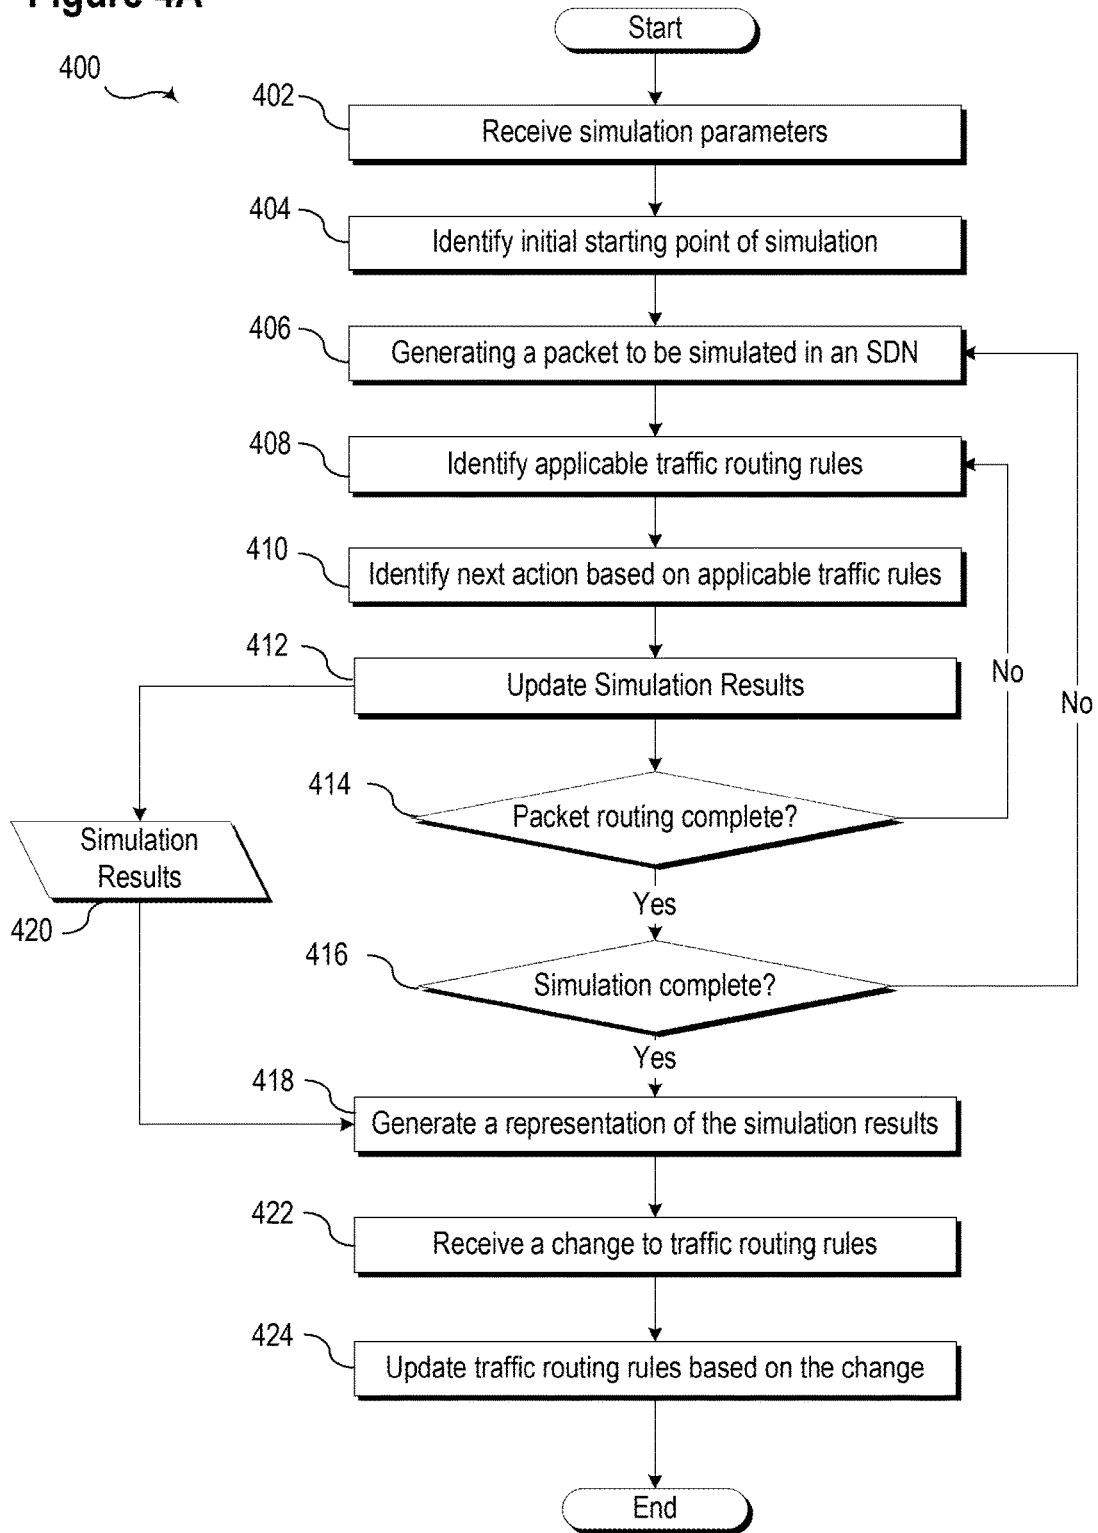 Figure 4A
Start
400
402
Receive simulation parameters
404
Identify initial starting point of simulation
406
Generating a packet to be simulated in an SDN
408
Identify applicable traffic routing rules
410
Identify next action based on applicable traffic rules
412
Update Simulation Results
No
No
414
Packet routing complete?
Simulation
Results
420
Yes
416
Simulation complete?
Yes
418
Generate a representation of the simulation results
422
Receive a change to traffic routing rules
424
Update traffic routing rules based on the change
End